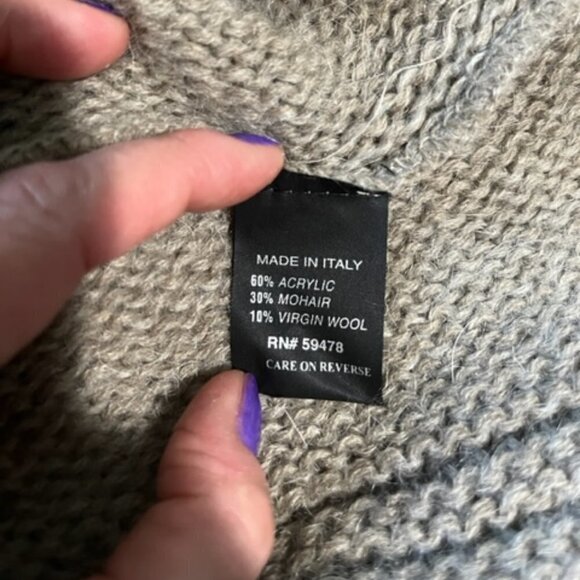 MADE IN ITALY
60% ACRYLIC
30% MOHAIR
10% VIRGIN WOOL
RN# 59478
CARE ON REVERSE